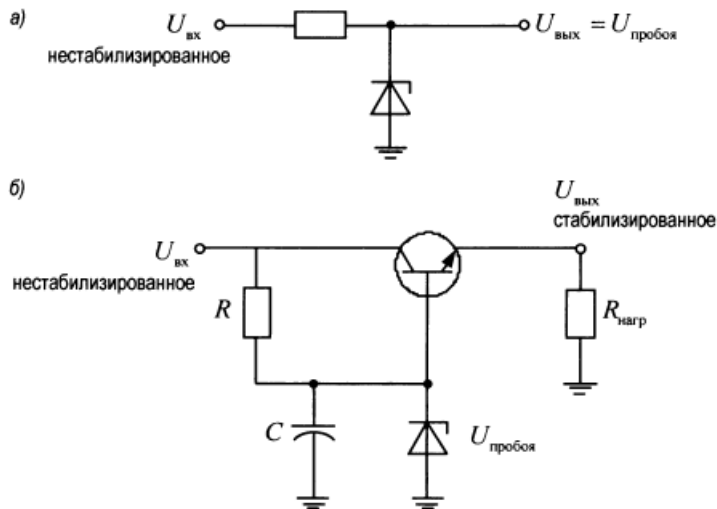 а)
U вх
нестабилизированное
U вых = U пробоя
б)
U вых
стабилизированное
U вх
нестабилизированное
R
R нагр
C
U пробоя